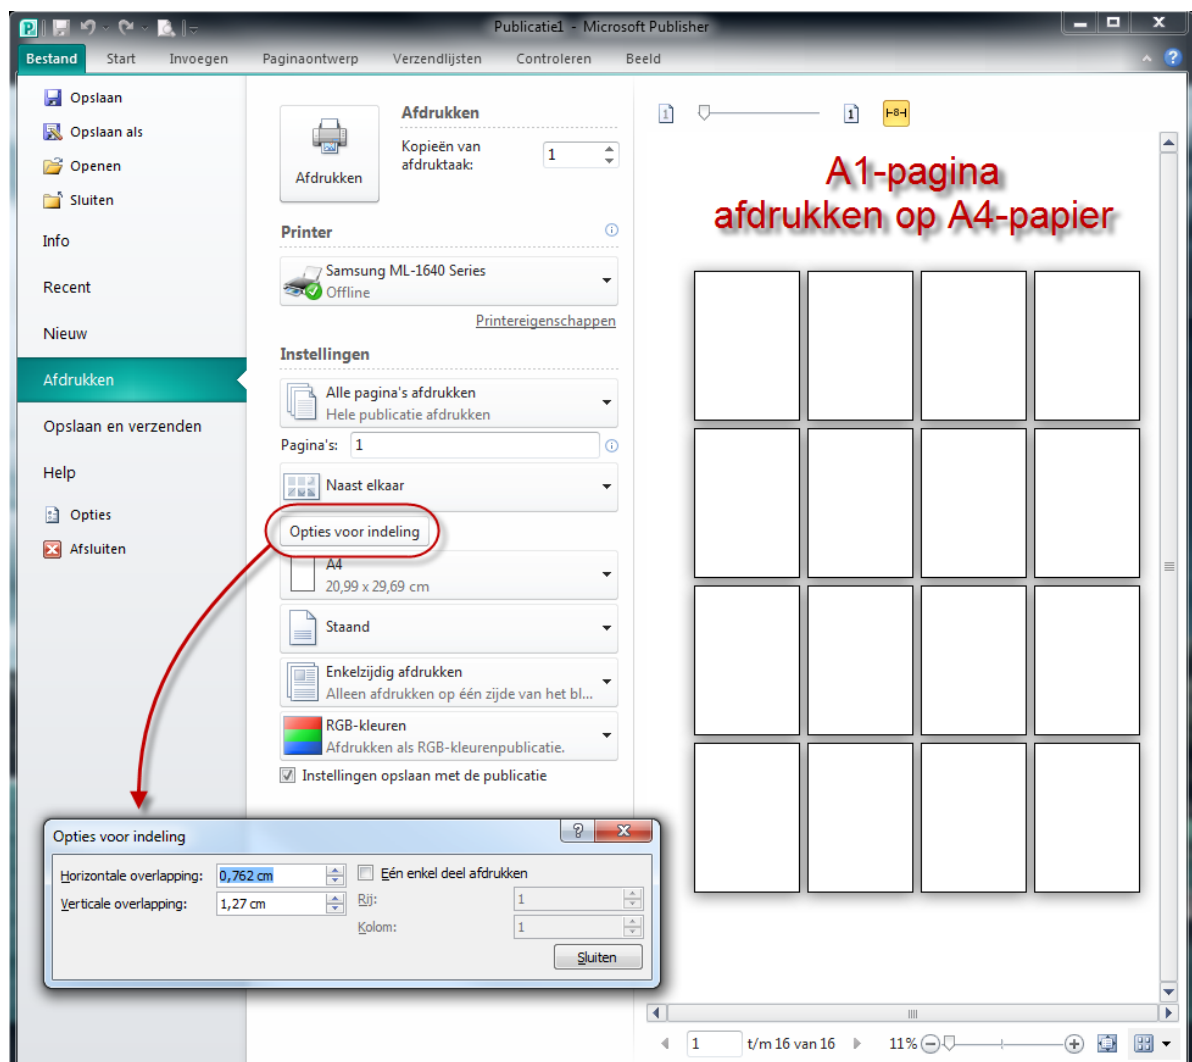 Publicatie1 - Microsoft Publisher
Bestand Start Invoegen Paginaontwerp Verzendlijsten Controleren Beeld
Opslaan
Opslaan als
Openen
Sluiten
Info
Recent
Nieuw
Afdrukken
Opslaan en verzenden
Help
Opties
Afsluiten
Afdrukken
Afdrukken
Kopieën van
afdruktaak:
1
Printer
Samsung ML-1640 Series
Offline
Printereigenschappen
Instellingen
Alle pagina's afdrukken
Hele publicatie afdrukken
Pagina's: 1
Naast elkaar
Opties voor indeling
A4
20,99 x 29,69 cm
Staand
Enkelzijdig afdrukken
Alleen afdrukken op één zijde van het bl...
RGB-kleuren
Afdrukken als RGB-kleurenpublicatie.
Instellingen opslaan met de publicatie
1 1 8
A1-pagina
afdrukken op A4-papier
Opties voor indeling
Horizontale overlapping: 0,762 cm
Verticale overlapping: 1,27 cm
Eén enkel deel afdrukken
Rij: 1
Kolom: 1
Sluiten
1 t/m 16 van 16 11%